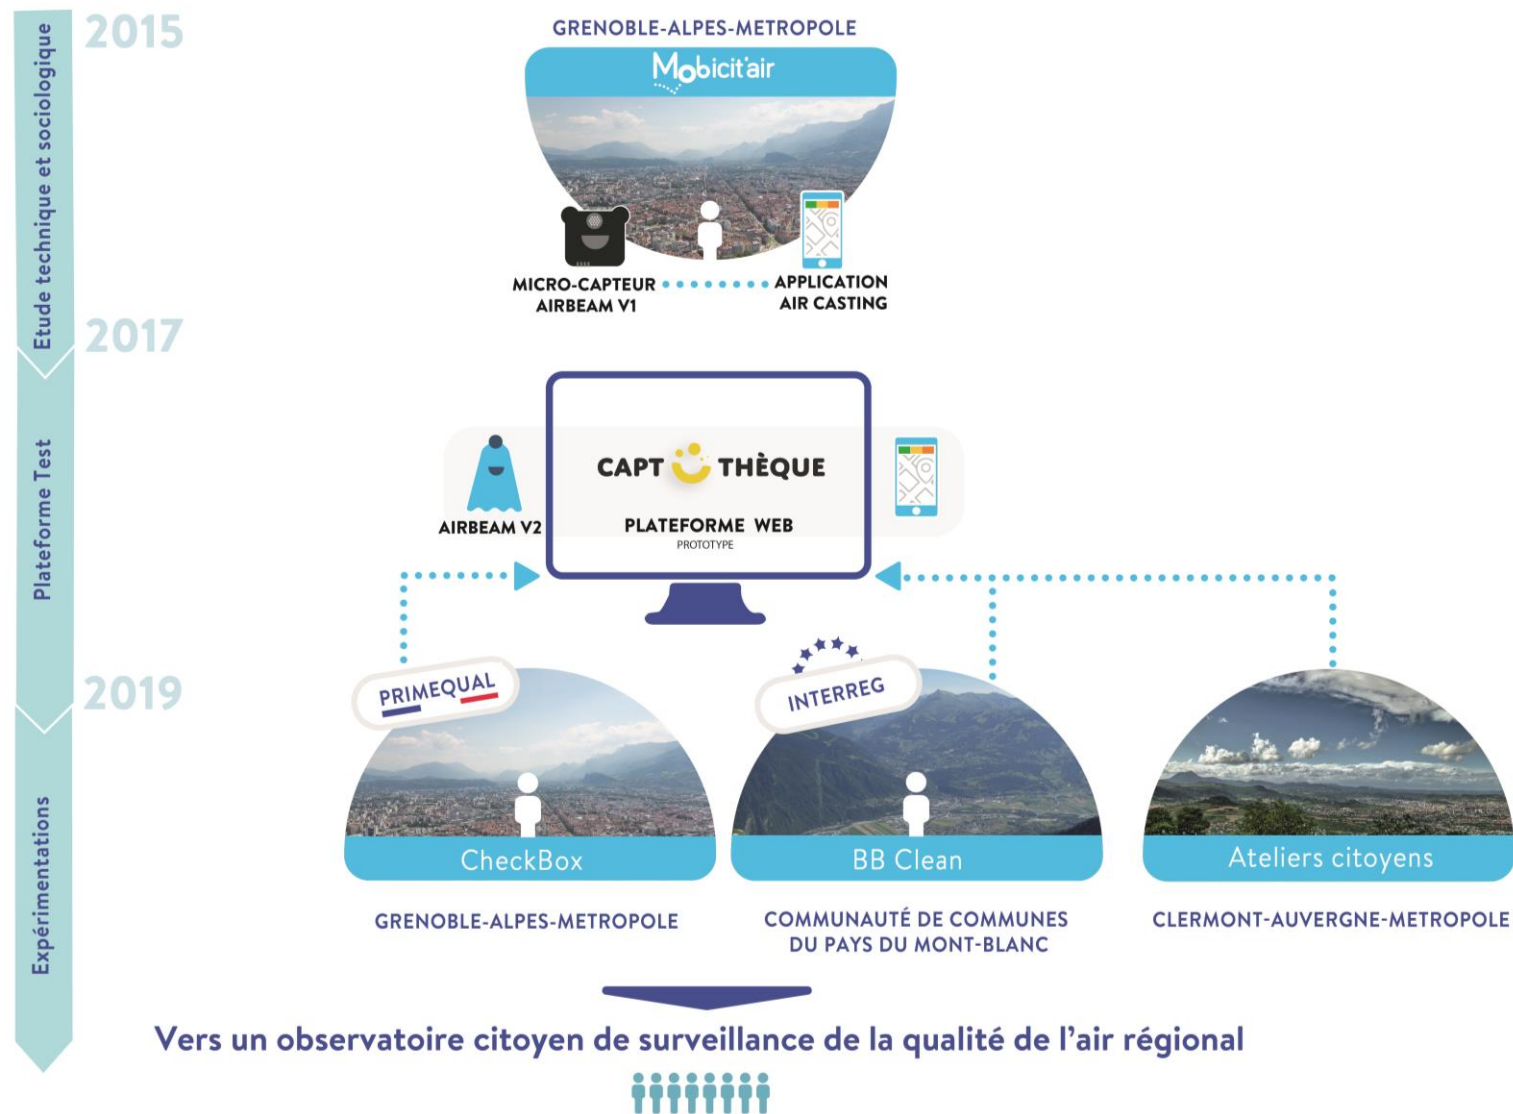 2015
Etude technique et sociologique
GRENOBLE-ALPES-METROPOLE
Mobicit'air
MICRO-CAPTEUR
AIRBEAM V1
APPLICATION
AIR CASTING
2017
Plateforme Test
CAPT THÈQUE
AIRBEAM V2
PLATEFORME WEB
PROTOTYPE
2019
Expérimentations
PRIMEQUAL
CheckBox
GRENOBLE-ALPES-METROPOLE
INTERREG
BB Clean
COMMUNAUTÉ DE COMMUNES
DU PAYS DU MONT-BLANC
Ateliers citoyens
CLERMONT-AUVERGNE-METROPOLE
Vers un observatoire citoyen de surveillance de la qualité de l'air régional